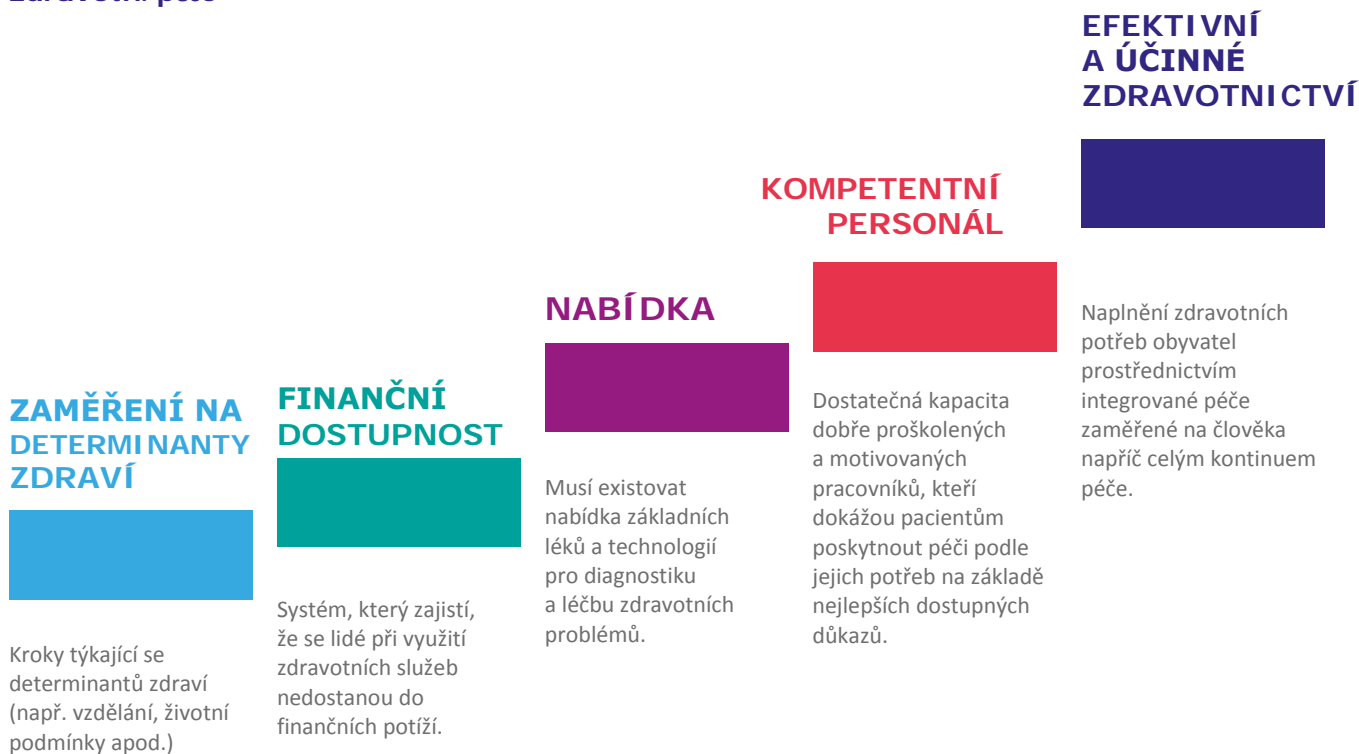 EFEKTIVNÍ
A ÚČINNÉ
ZDRAVOTNICTVÍ
KOMPETENTNÍ
PERSONÁL
NABÍDKA
Naplnění zdravotních
potřeb obyvatel
prostřednictvím
integrované péče
zaměřené na člověka
napříč celým kontinuem
péče.
FINANČNÍ
DOSTUPNOST
ZAMĚŘENÍ NA
DETERMINANTY
ZDRAVÍ
Dostatečná kapacita
dobře proškolených
a motivovaných
pracovníků, kteří
dokážou pacientům
poskytnout péči podle
jejich potřeb na základě
nejlepších dostupných
důkazů.
Musí existovat
nabídka základních
léků a technologií
pro diagnostiku
a léčbu zdravotních
problémů.
Systém, který zajistí,
že se lidé při využití
zdravotních služeb
nedostanou do
finančních potíží.
Kroky týkající se
determinantů zdraví
(např. vzdělání, životní
podmínky apod.)